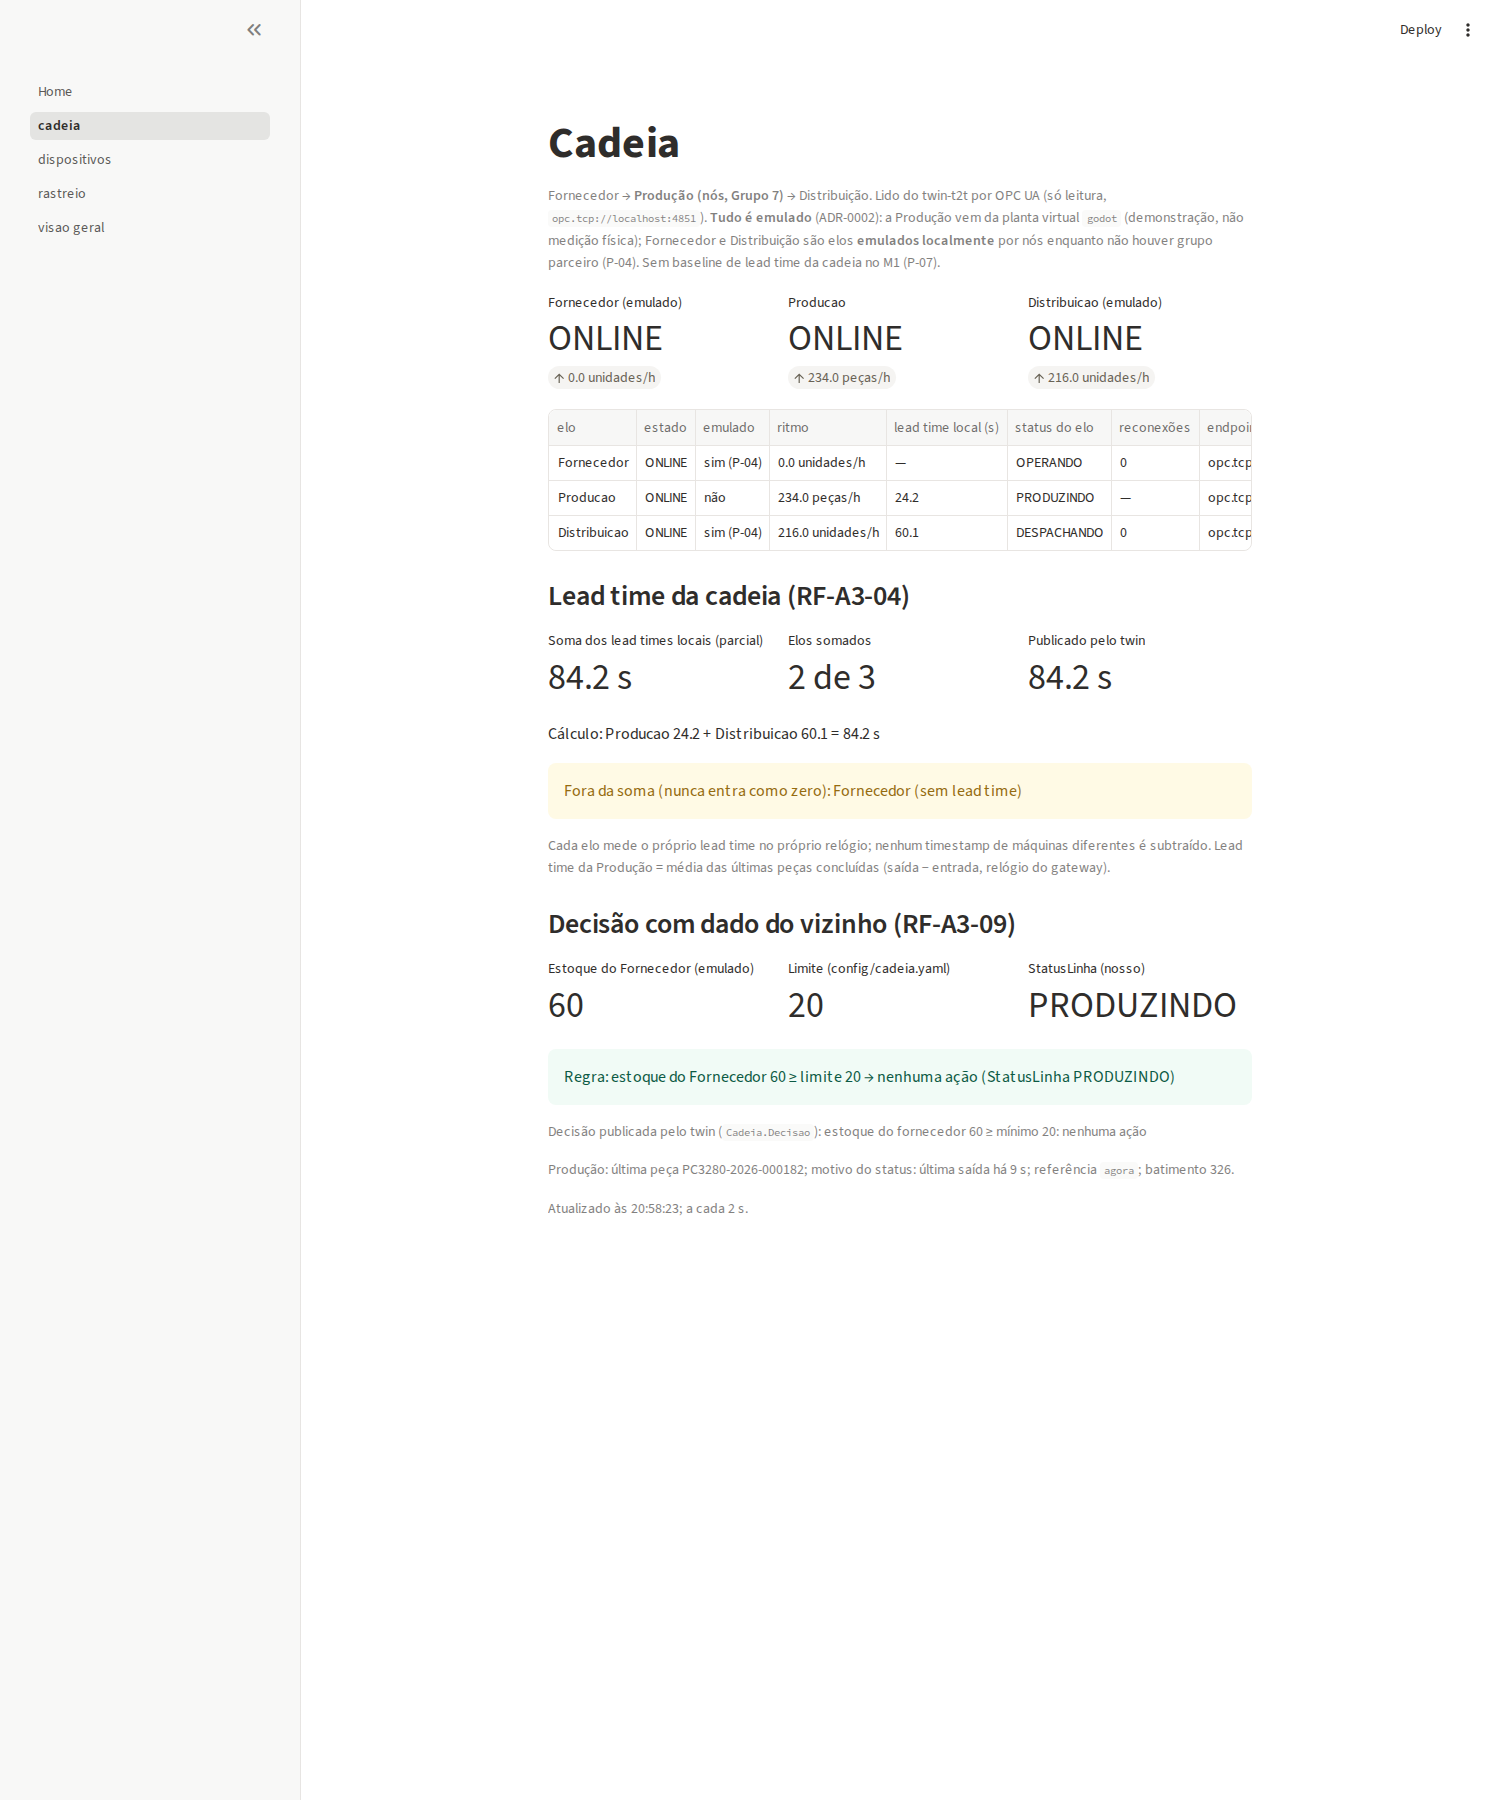 Deploy
Home
cadeia
dispositivos
rastreio
visao geral
Cadeia
Fornecedor → Produção (nós, Grupo 7) → Distribuição. Lido do twin-t2t por OPC UA (só leitura,
opc.tcp://localhost:4851 ). Tudo é emulado (ADR-0002): a Produção vem da planta virtual godot (demonstração, não
medição física); Fornecedor e Distribuição são elos emulados localmente por nós enquanto não houver grupo
parceiro (P-04). Sem baseline de lead time da cadeia no M1 (P-07).
Fornecedor (emulado) Producao Distribuicao (emulado)
ONLINE ONLINE ONLINE
↑ 0.0 unidades/h ↑ 234.0 peças/h ↑ 216.0 unidades/h
elo estado emulado ritmo lead time local (s) status do elo reconexões endpoi
Fornecedor ONLINE sim (P-04) 0.0 unidades/h — OPERANDO 0 opc.tcp
Producao ONLINE não 234.0 peças/h 24.2 PRODUZINDO — opc.tcp
Distribuicao ONLINE sim (P-04) 216.0 unidades/h 60.1 DESPACHANDO 0 opc.tcp
Lead time da cadeia (RF-A3-04)
Soma dos lead times locais (parcial) Elos somados Publicado pelo twin
84.2 s 2 de 3 84.2 s
Cálculo: Producao 24.2 + Distribuicao 60.1 = 84.2 s
Fora da soma (nunca entra como zero): Fornecedor (sem lead time)
Cada elo mede o próprio lead time no próprio relógio; nenhum timestamp de máquinas diferentes é subtraído. Lead
time da Produção = média das últimas peças concluídas (saída − entrada, relógio do gateway).
Decisão com dado do vizinho (RF-A3-09)
Estoque do Fornecedor (emulado) Limite (config/cadeia.yaml) StatusLinha (nosso)
60 20 PRODUZINDO
Regra: estoque do Fornecedor 60 ≥ limite 20 → nenhuma ação (StatusLinha PRODUZINDO)
Decisão publicada pelo twin ( Cadeia.Decisao ): estoque do fornecedor 60 ≥ mínimo 20: nenhuma ação
Produção: última peça PC3280-2026-000182; motivo do status: última saída há 9 s; referência agora ; batimento 326.
Atualizado às 20:58:23; a cada 2 s.